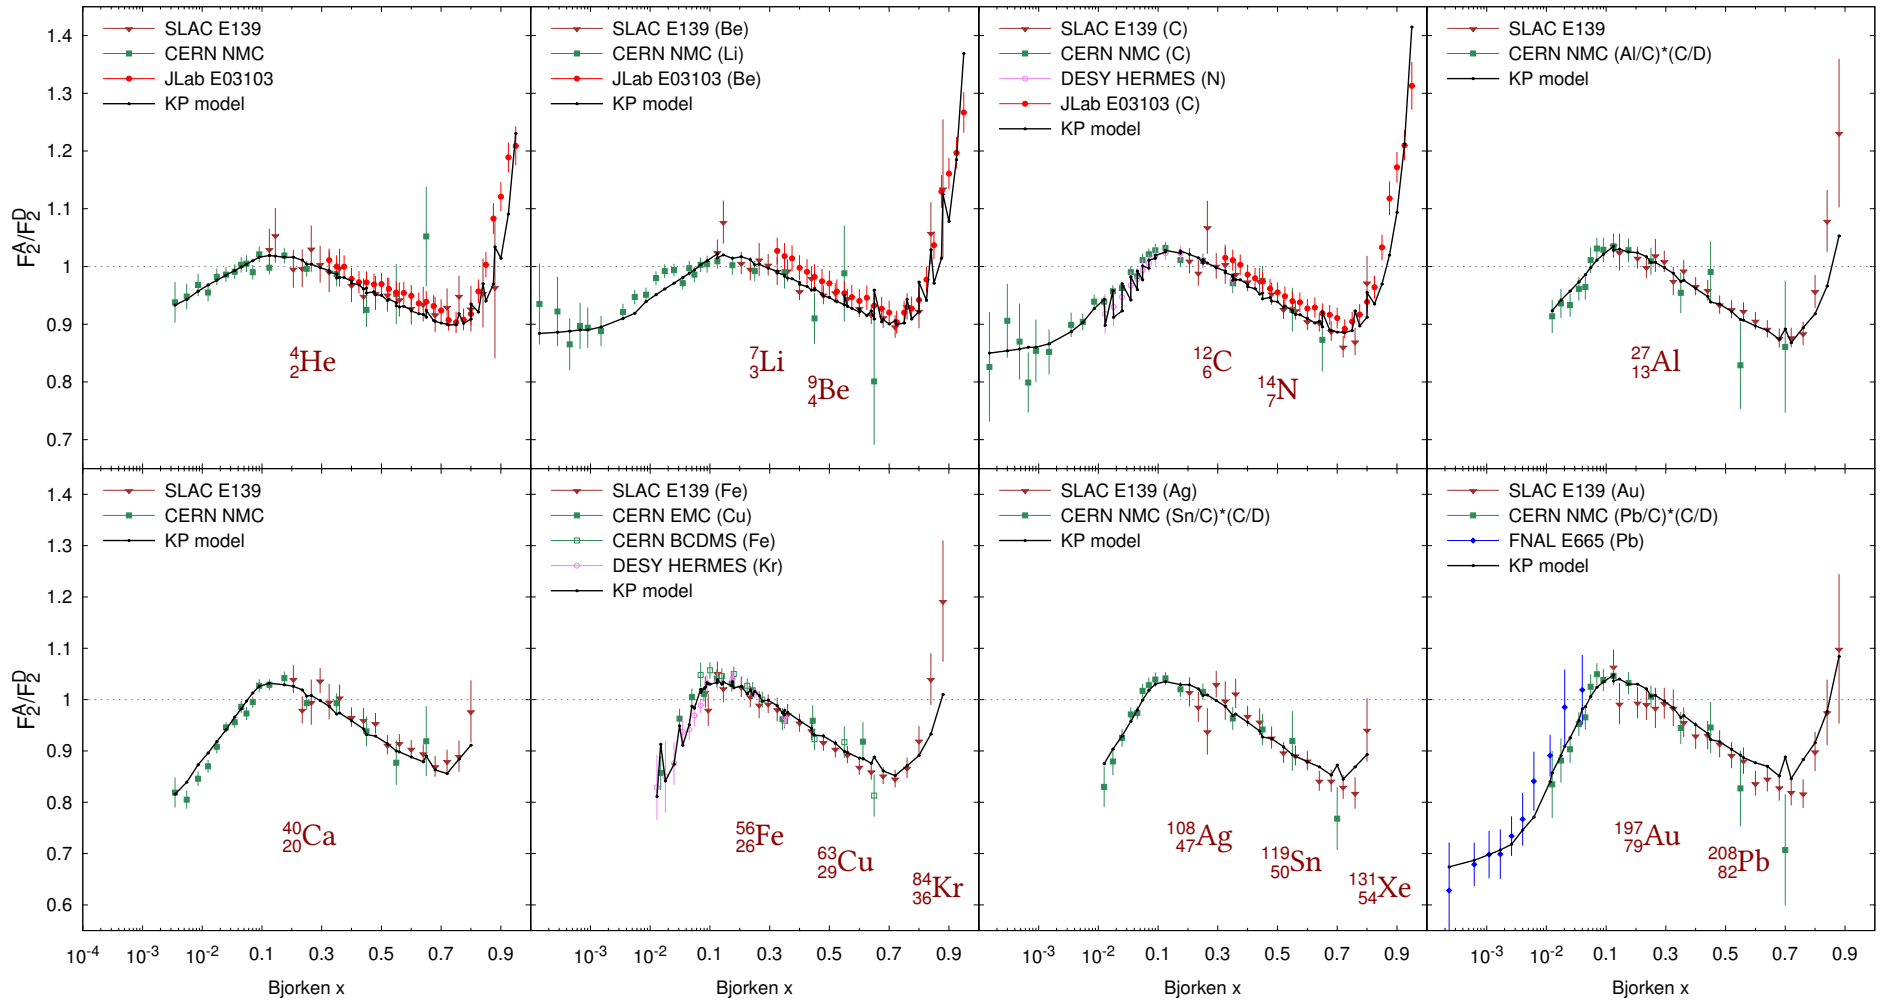 SLAC E139
CERN NMC
JLab E03103
KP model
SLAC E139 (Be)
CERN NMC (Li)
JLab E03103 (Be)
KP model
SLAC E139 (C)
CERN NMC (C)
DESY HERMES (N)
JLab E03103 (C)
KP model
SLAC E139
CERN NMC (Al/C)*(C/D)
KP model
1.4
1.3
1.2
1.1
1
0.9
0.8
0.7
F₂ᴬ/F₂ᴰ
⁴₂He
⁷₃Li
⁹₄Be
¹²₆C
¹⁴₇N
²⁷₁₃Al
SLAC E139
CERN NMC
KP model
SLAC E139 (Fe)
CERN EMC (Cu)
CERN BCDMS (Fe)
DESY HERMES (Kr)
KP model
SLAC E139 (Ag)
CERN NMC (Sn/C)*(C/D)
KP model
SLAC E139 (Au)
CERN NMC (Pb/C)*(C/D)
FNAL E665 (Pb)
KP model
1.4
1.3
1.2
1.1
1
0.9
0.8
0.7
0.6
F₂ᴬ/F₂ᴰ
⁴⁰₂₀Ca
⁵⁶₂₆Fe
⁶³₂₉Cu
⁸⁴₃₆Kr
¹⁰⁸₄₇Ag
¹¹⁹₅₀Sn
¹³¹₅₄Xe
¹⁹⁷₇₉Au
²⁰⁸₈₂Pb
10⁻⁴ 10⁻³ 10⁻² 0.1 0.3 0.5 0.7 0.9
10⁻³ 10⁻² 0.1 0.3 0.5 0.7 0.9
10⁻³ 10⁻² 0.1 0.3 0.5 0.7 0.9
10⁻³ 10⁻² 0.1 0.3 0.5 0.7 0.9
Bjorken x
Bjorken x
Bjorken x
Bjorken x